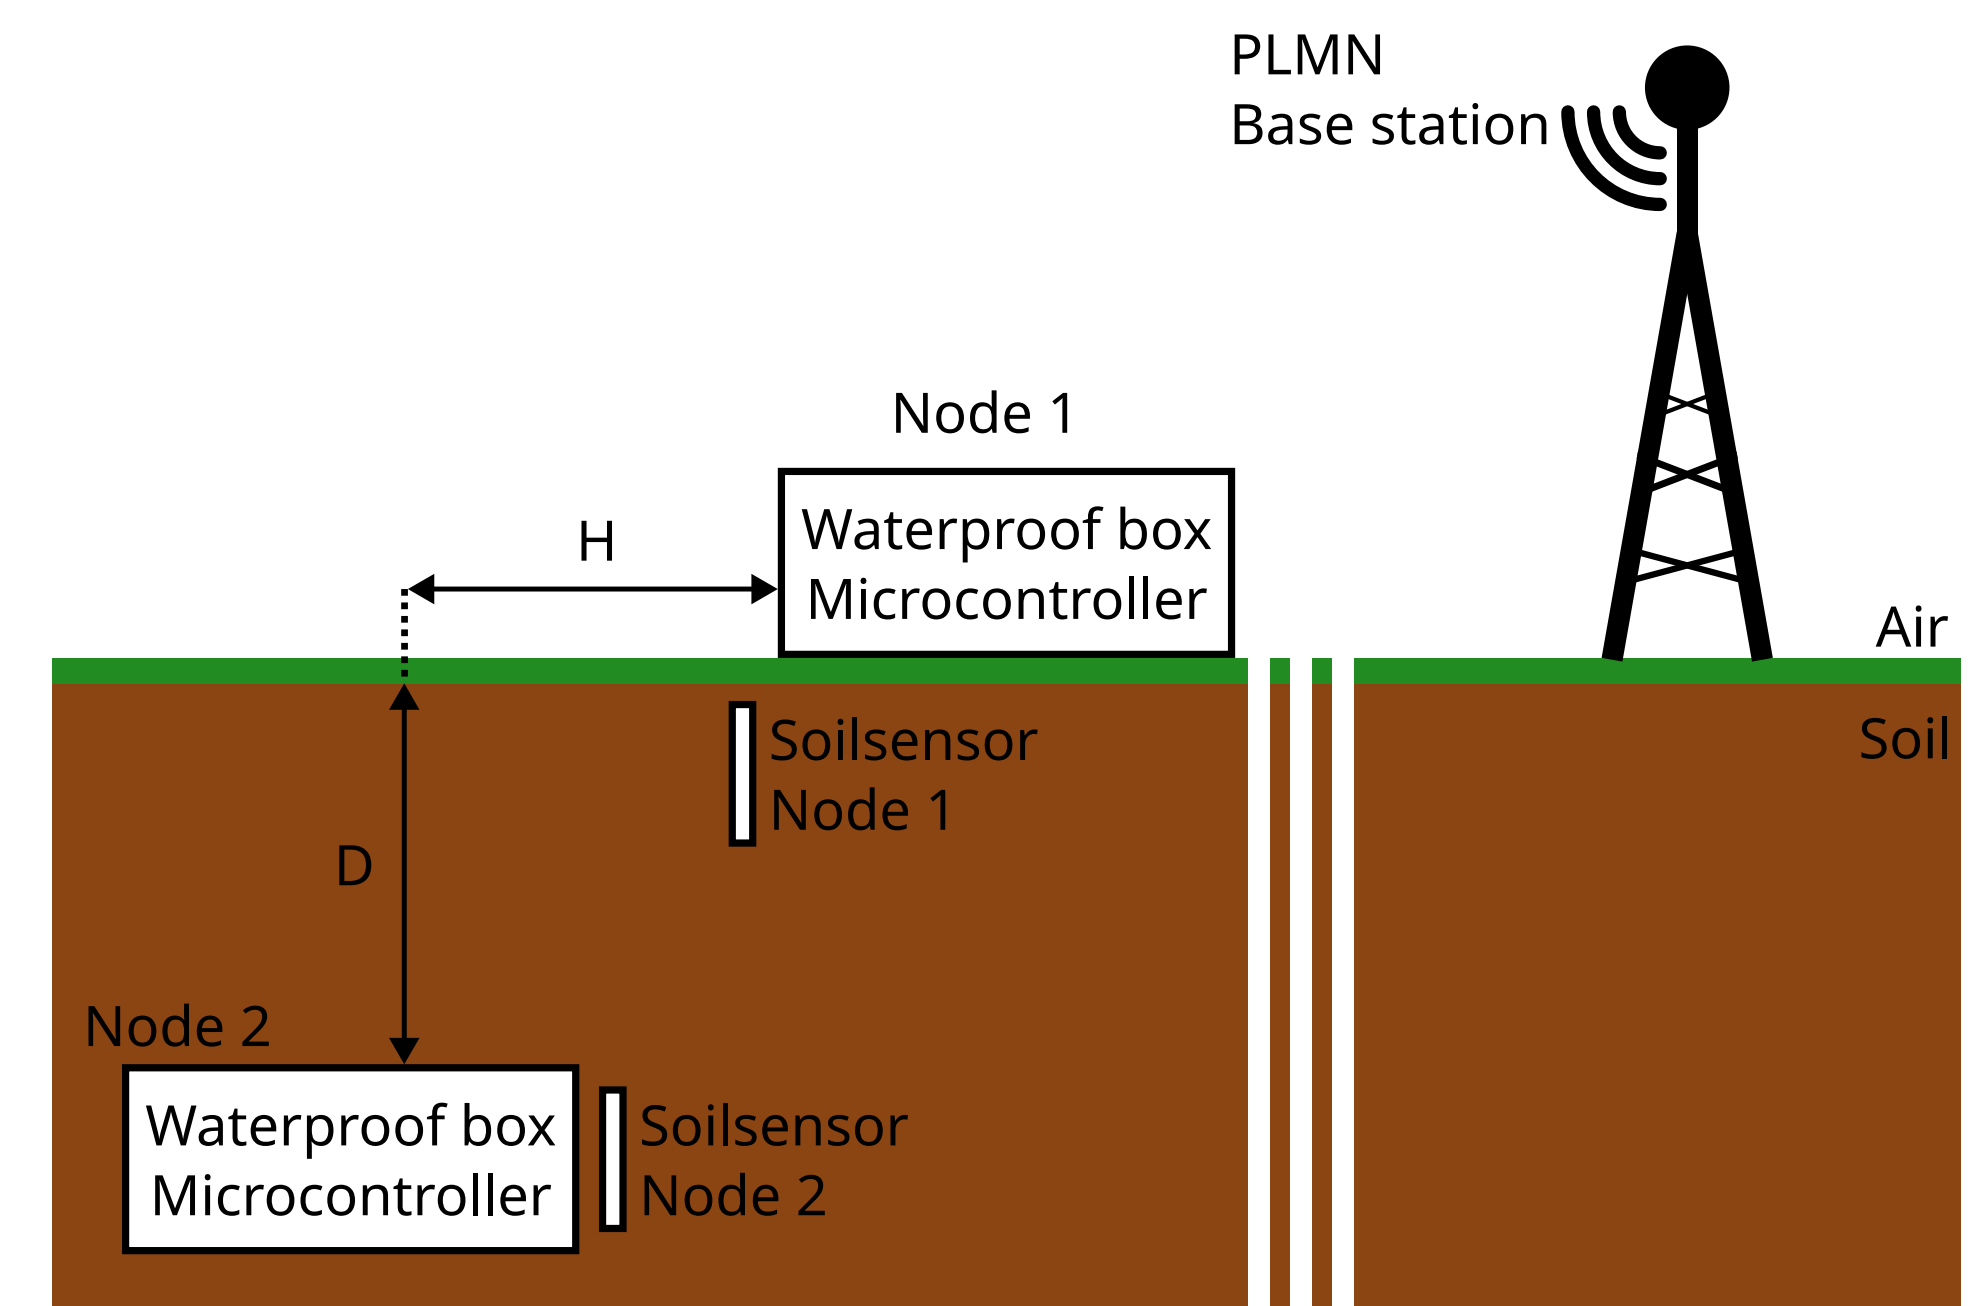 PLMN
Base station
Node 1
Waterproof box
Microcontroller
H
Air
Soil
Soilsensor
Node 1
D
Node 2
Waterproof box
Microcontroller
Soilsensor
Node 2